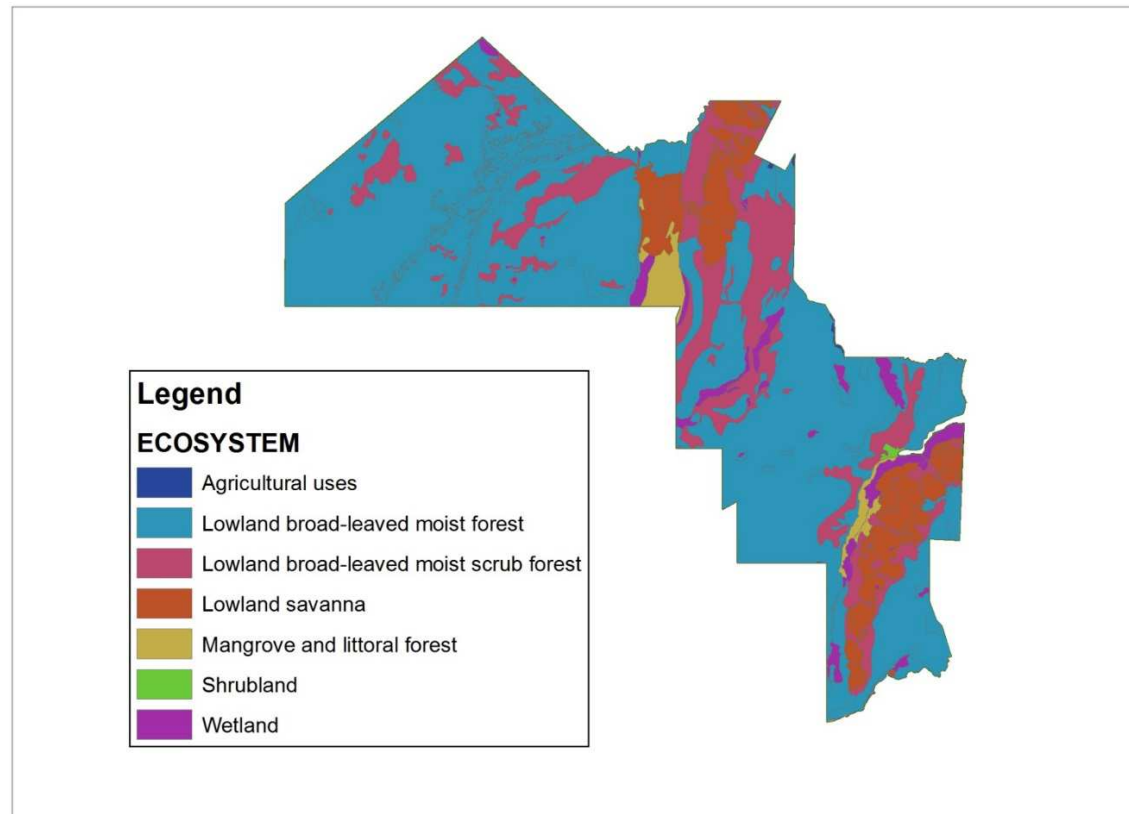 Legend
ECOSYSTEM
Agricultural uses
Lowland broad-leaved moist forest
Lowland broad-leaved moist scrub forest
Lowland savanna
Mangrove and littoral forest
Shrubland
Wetland